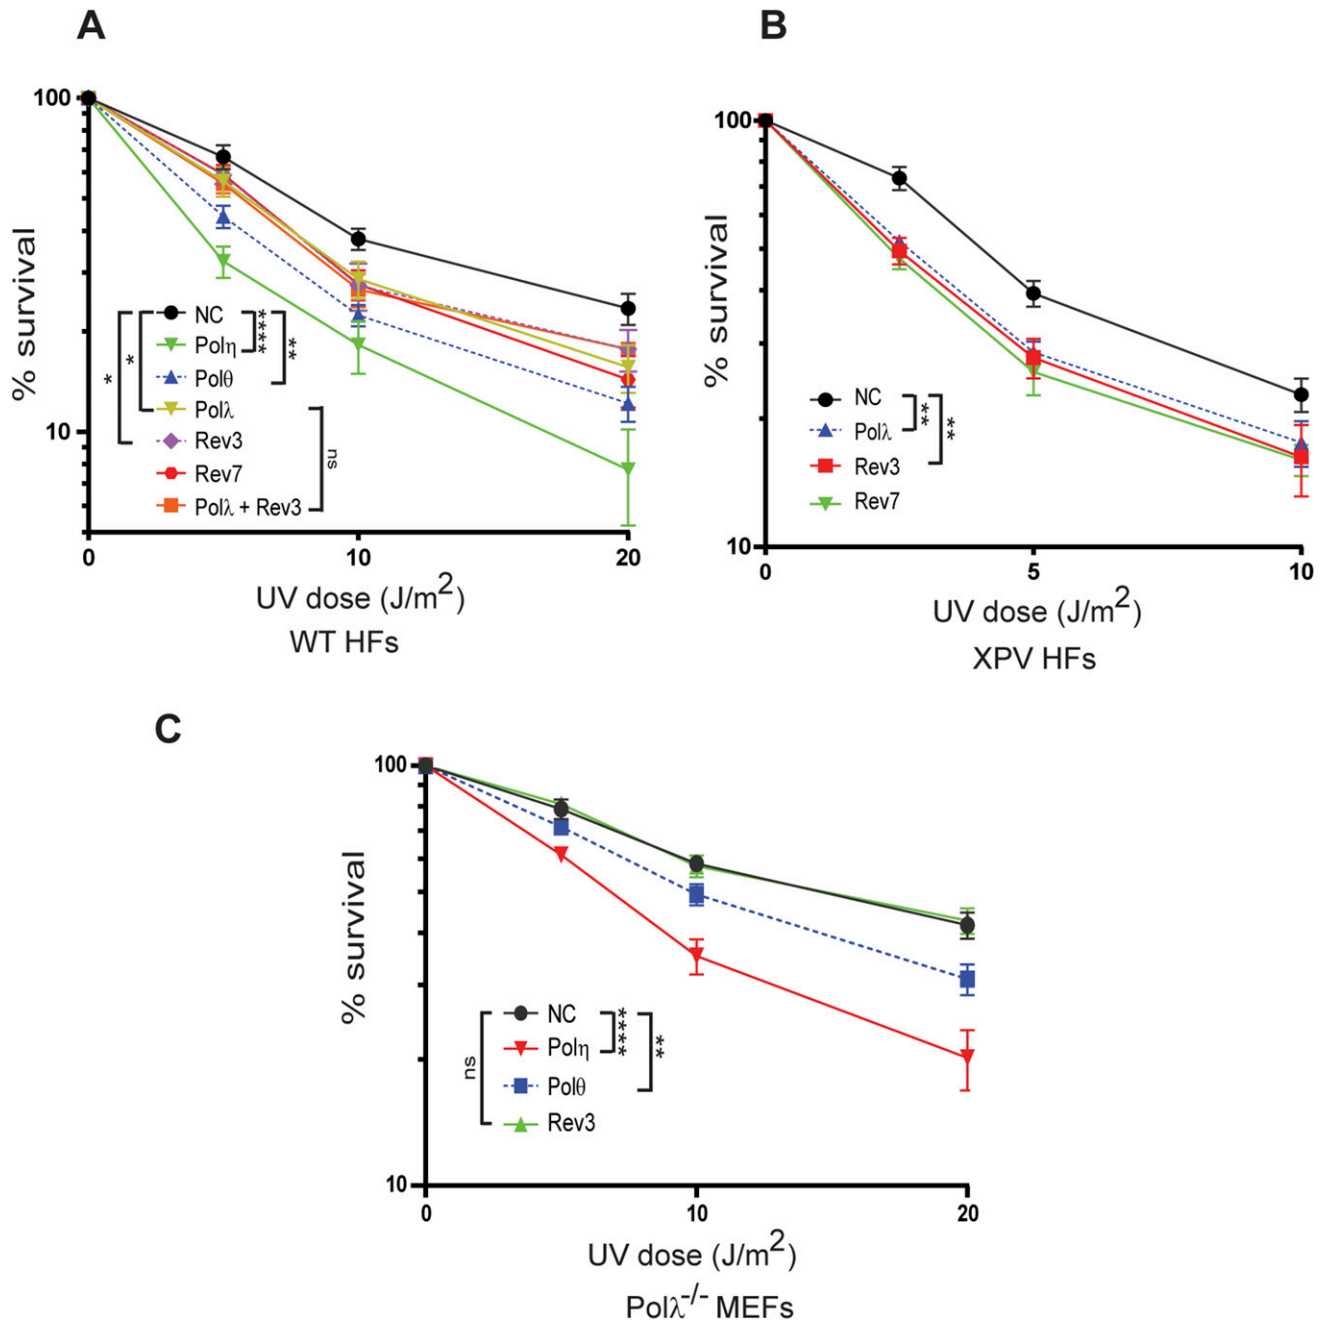 A
100
10
% survival
NC
Polη
Polθ
Polλ
Rev3
Rev7
Polλ + Rev3
*
*
****
**
ns
0
10
20
UV dose (J/m2)
WT HFs
B
100
10
% survival
NC
Polλ
Rev3
Rev7
**
**
0
5
10
UV dose (J/m2)
XPV HFs
C
100
10
% survival
NC
Polη
Polθ
Rev3
ns
****
**
0
10
20
UV dose (J/m2)
Polλ-/- MEFs